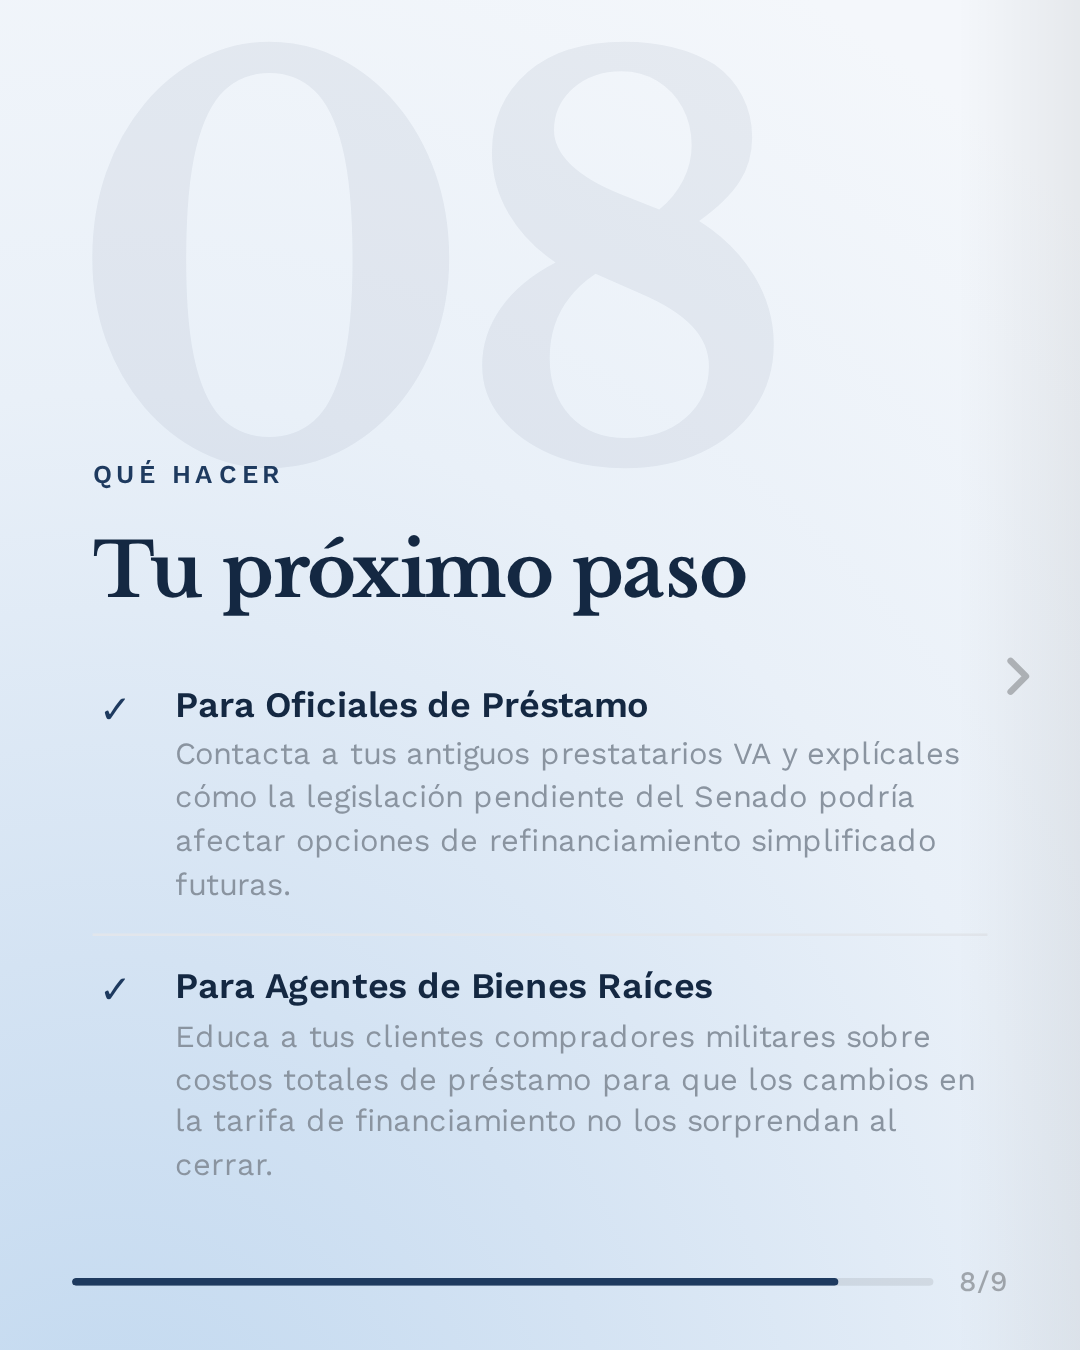 08
QUÉ HACER
Tu próximo paso
✓ Para Oficiales de Préstamo
Contacta a tus antiguos prestatarios VA y explícales
cómo la legislación pendiente del Senado podría
afectar opciones de refinanciamiento simplificado
futuras.
✓ Para Agentes de Bienes Raíces
Educa a tus clientes compradores militares sobre
costos totales de préstamo para que los cambios en
la tarifa de financiamiento no los sorprendan al
cerrar.
8/9